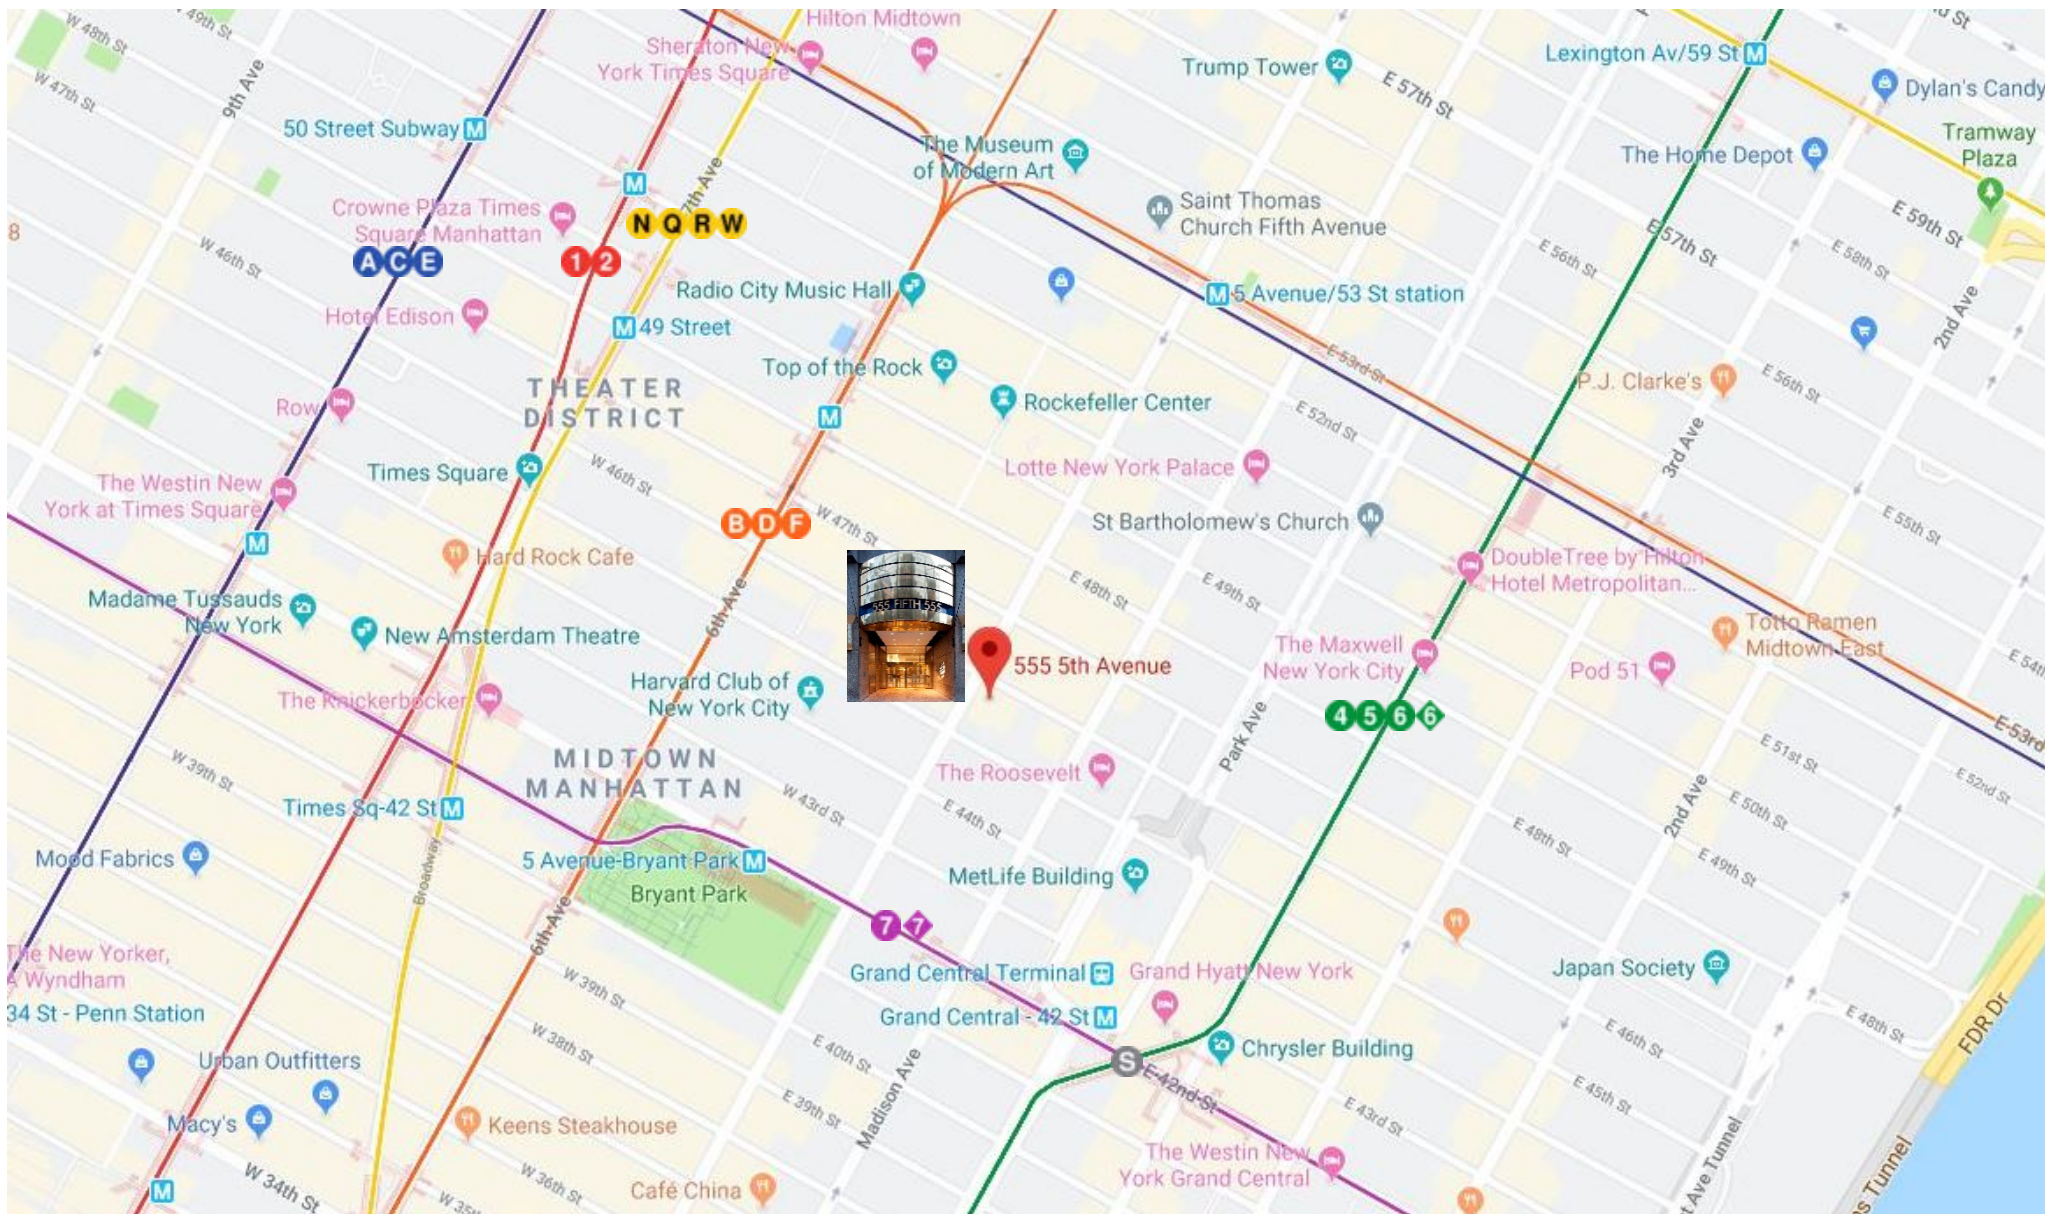 W 48th St
49th St
Hilton Midtown
Sheraton New
York Times Square
Trump Tower
E 57th St
Lexington Av/59 St
M
Dylan's Candy
W 47th St
9th Ave
50 Street Subway
M
The Museum
of Modern Art
The Home Depot
Tramway
Plaza
M
7th Ave
Crowne Plaza Times
Square Manhattan
N Q R W
Saint Thomas
Church Fifth Avenue
E 59th St
8
W 46th St
A C E
1 2
E 57th St
E 56th St
E 58th St
Radio City Music Hall
M
5 Avenue/53 St station
Hotel Edison
M
49 Street
2nd Ave
Top of the Rock
E 53rd St
THEATER
DISTRICT
P.J. Clarke's
E 56th St
Row
M
Rockefeller Center
E 52nd St
3rd Ave
Times Square
W 46th St
Lotte New York Palace
The Westin New
York at Times Square
B D F
W 47th St
St Bartholomew's Church
E 55th St
M
Hard Rock Cafe
DoubleTree by Hilton
Hotel Metropolitan...
Madame Tussauds
New York
6th Ave
555 FIFTH 555
E 48th St
E 49th St
New Amsterdam Theatre
555 5th Avenue
The Maxwell
New York City
Totto Ramen
Midtown East
Pod 51
E 54th
Harvard Club of
New York City
The Knickerbocker
4 5 6 6
Park Ave
E 53rd
MIDTOWN
MANHATTAN
W 39th St
The Roosevelt
E 51st St
E 52nd St
Times Sq-42 St
M
W 43rd St
E 44th St
2nd Ave
E 50th St
E 48th St
Mood Fabrics
Broadway
5 Avenue-Bryant Park
M
Bryant Park
MetLife Building
E 49th St
6th Ave
7 7
The New Yorker,
A Wyndham
W 39th St
Grand Central Terminal
Grand Hyatt New York
Japan Society
34 St - Penn Station
Grand Central - 42 St
M
E 48th St
FDR Dr
W 38th St
E 40th St
S
Chrysler Building
E 46th St
Urban Outfitters
E 42nd St
E 45th St
Macy's
Keens Steakhouse
E 39th St
Madison Ave
E 43rd St
The Westin New
York Grand Central
W 34th St
M
W 36th St
Café China
W 35th
Ave Tunnel
Tunnel